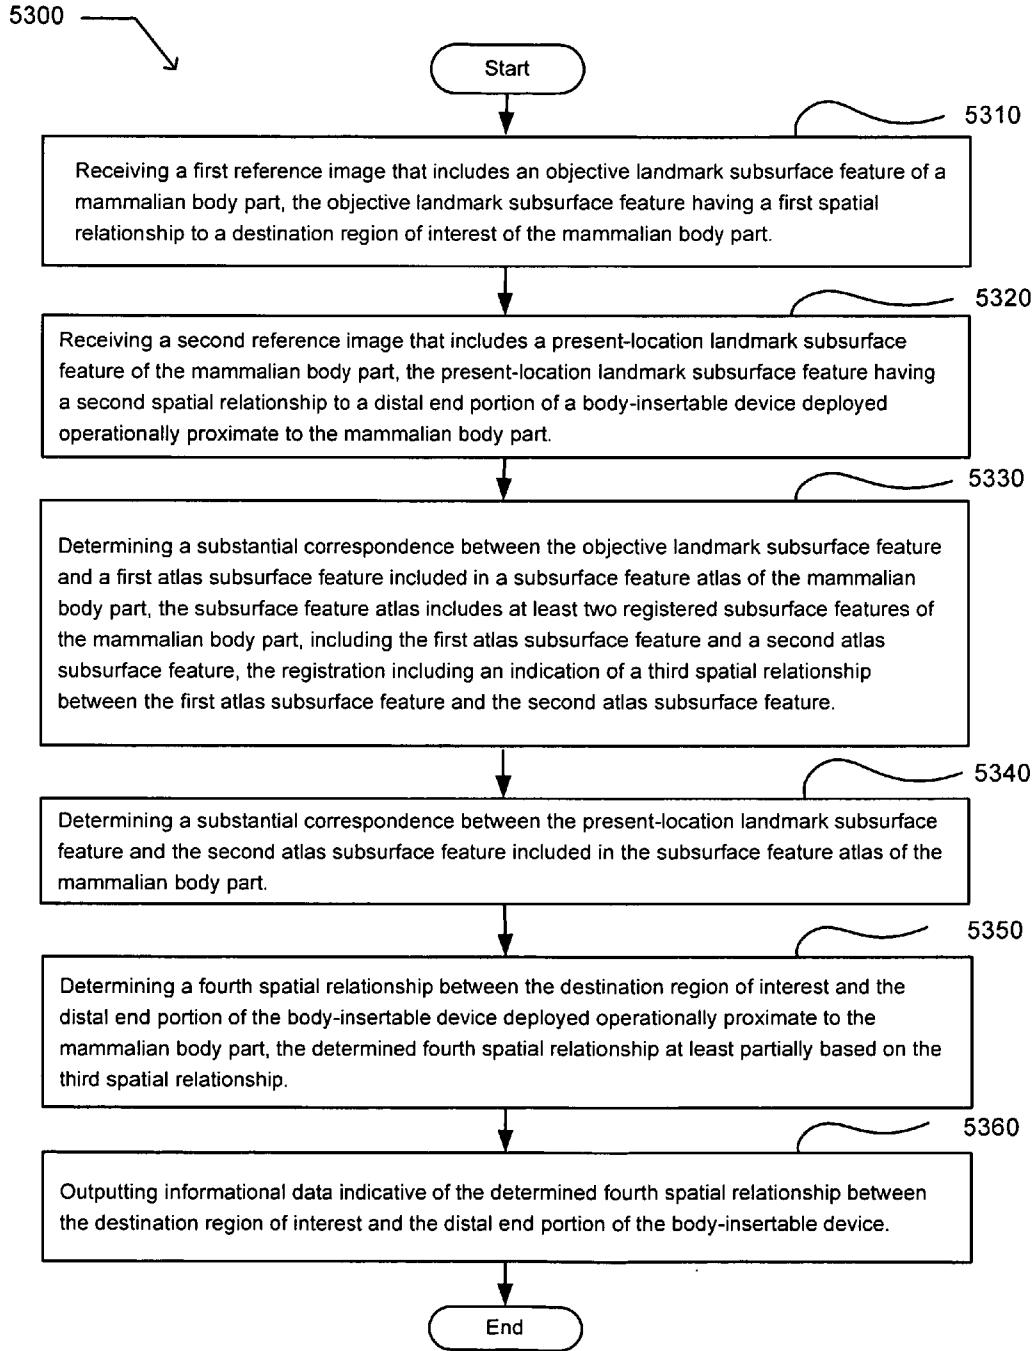 5300
Start
5310
Receiving a first reference image that includes an objective landmark subsurface feature of a
mammalian body part, the objective landmark subsurface feature having a first spatial
relationship to a destination region of interest of the mammalian body part.
5320
Receiving a second reference image that includes a present-location landmark subsurface
feature of the mammalian body part, the present-location landmark subsurface feature having
a second spatial relationship to a distal end portion of a body-insertable device deployed
operationally proximate to the mammalian body part.
5330
Determining a substantial correspondence between the objective landmark subsurface feature
and a first atlas subsurface feature included in a subsurface feature atlas of the mammalian
body part, the subsurface feature atlas includes at least two registered subsurface features of
the mammalian body part, including the first atlas subsurface feature and a second atlas
subsurface feature, the registration including an indication of a third spatial relationship
between the first atlas subsurface feature and the second atlas subsurface feature.
5340
Determining a substantial correspondence between the present-location landmark subsurface
feature and the second atlas subsurface feature included in the subsurface feature atlas of the
mammalian body part.
5350
Determining a fourth spatial relationship between the destination region of interest and the
distal end portion of the body-insertable device deployed operationally proximate to the
mammalian body part, the determined fourth spatial relationship at least partially based on the
third spatial relationship.
5360
Outputting informational data indicative of the determined fourth spatial relationship between
the destination region of interest and the distal end portion of the body-insertable device.
End